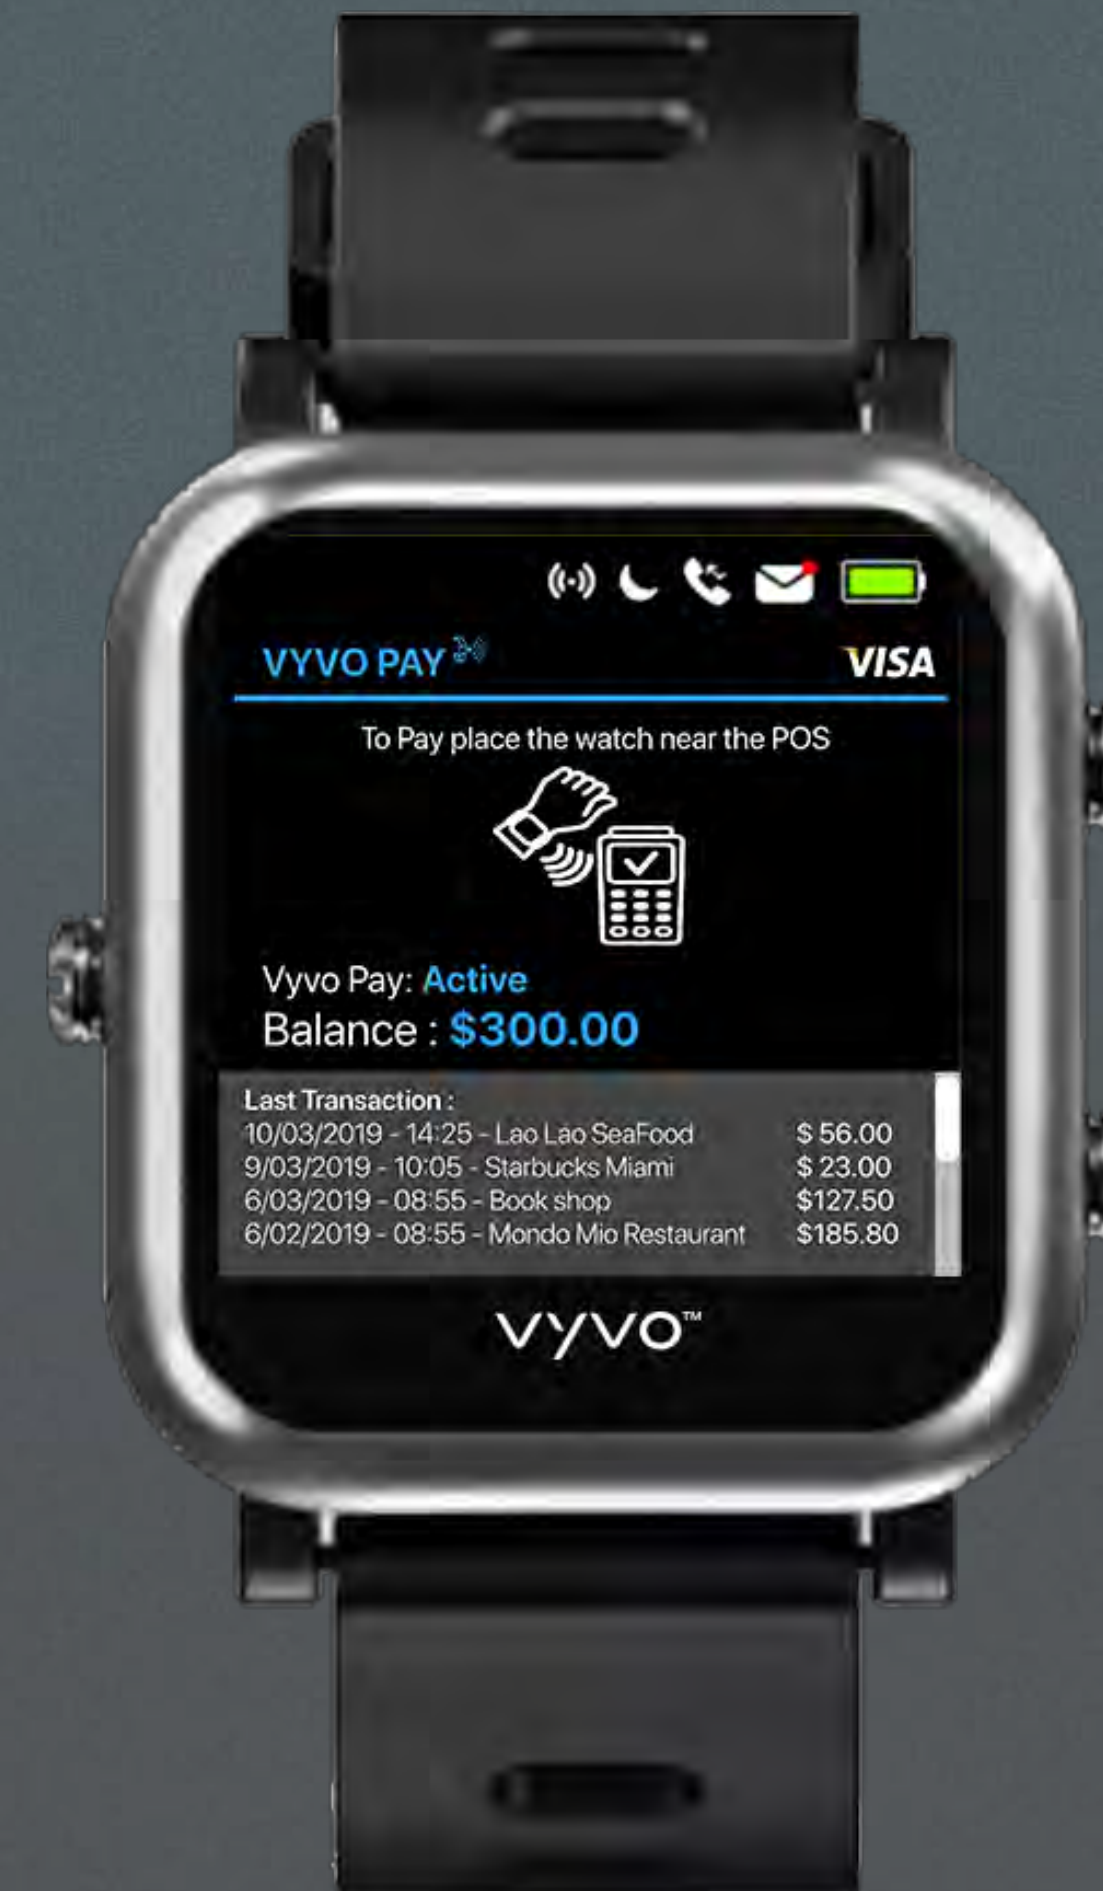 VYVO PAY VISA
To Pay place the watch near the POS
Vyvo Pay: Active
Balance : $300.00
Last Transaction :
10/03/2019 - 14:25 - Lao Lao SeaFood $ 56.00
9/03/2019 - 10:05 - Starbucks Miami $ 23.00
6/03/2019 - 08:55 - Book shop $127.50
6/02/2019 - 08:55 - Mondo Mio Restaurant $185.80
vyvo™